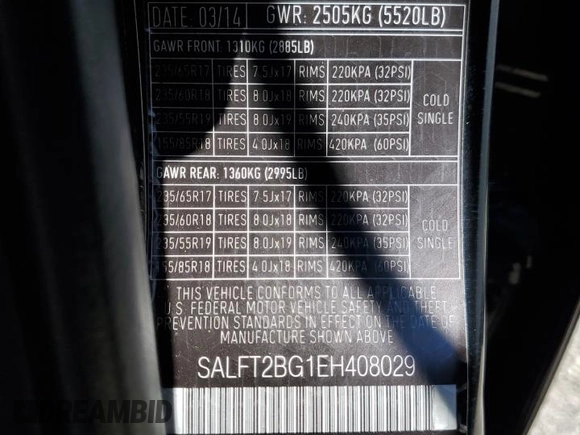 DATE: 03/14 GWR: 2505KG (5520LB)
GAWR FRONT: 1310KG (2885LB)
235/65R17 TIRES 7.5Jx17 RIMS 220KPA (32PSI)
235/60R18 TIRES 8.0Jx18 RIMS 220KPA (32PSI)
235/55R19 TIRES 8.0Jx19 RIMS 240KPA (35PSI)
155/85R18 TIRES 4.0Jx18 RIMS 420KPA (60PSI)
COLD
SINGLE
GAWR REAR: 1360KG (2995LB)
235/65R17 TIRES 7.5Jx17 RIMS 220KPA (32PSI)
235/60R18 TIRES 8.0Jx18 RIMS 220KPA (32PSI)
235/55R19 TIRES 8.0Jx19 RIMS 240KPA (35PSI)
155/85R18 TIRES 4.0Jx18 RIMS 420KPA (60PSI)
COLD
SINGLE
THIS VEHICLE CONFORMS TO ALL APPLICABLE
U.S. FEDERAL MOTOR VEHICLE SAFETY AND THEFT
PREVENTION STANDARDS IN EFFECT ON THE DATE OF
MANUFACTURE SHOWN ABOVE
SALFT2BG1EH408029
DREAMBID